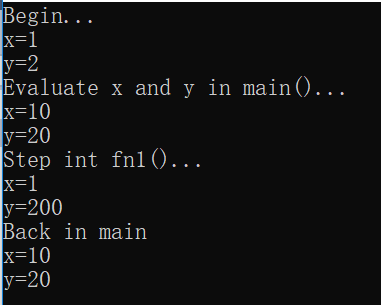 Begin...
x=1
y=2
Evaluate x and y in main()...
x=10
y=20
Step int fn1()...
x=1
y=200
Back in main
x=10
y=20